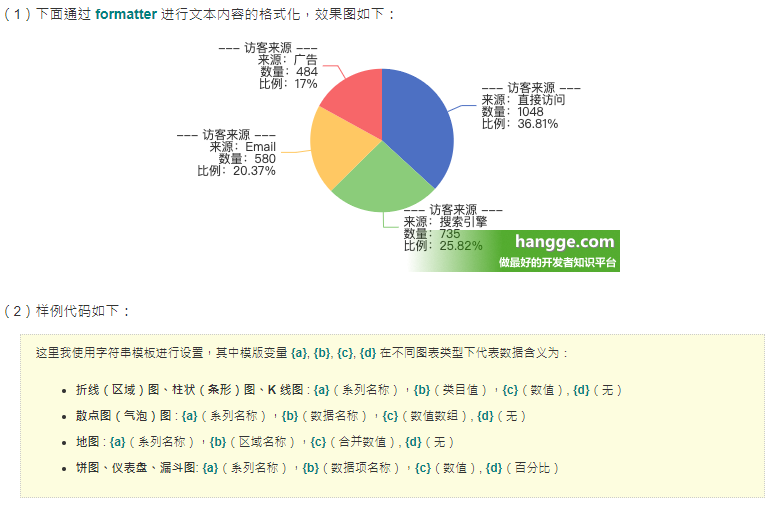 （1）下面通过 formatter 进行文本内容的格式化，效果图如下：
--- 访客来源 ---
来源：广告
数量：484
比例：17%
--- 访客来源 ---
来源：直接访问
数量：1048
比例：36.81%
--- 访客来源 ---
来源：Email
数量：580
比例：20.37%
--- 访客来源 ---
来源：搜索引擎
数量：735
比例：25.82%
hangge.com
做最好的开发者知识平台
（2）样例代码如下：
这里我使用字符串模板进行设置，其中模版变量 {a}, {b}, {c}, {d} 在不同图表类型下代表数据含义为：
• 折线（区域）图、柱状（条形）图、K 线图 : {a}（系列名称），{b}（类目值），{c}（数值）, {d}（无）
• 散点图（气泡）图 : {a}（系列名称），{b}（数据名称），{c}（数值数组）, {d}（无）
• 地图 : {a}（系列名称），{b}（区域名称），{c}（合并数值）, {d}（无）
• 饼图、仪表盘、漏斗图: {a}（系列名称），{b}（数据项名称），{c}（数值）, {d}（百分比）